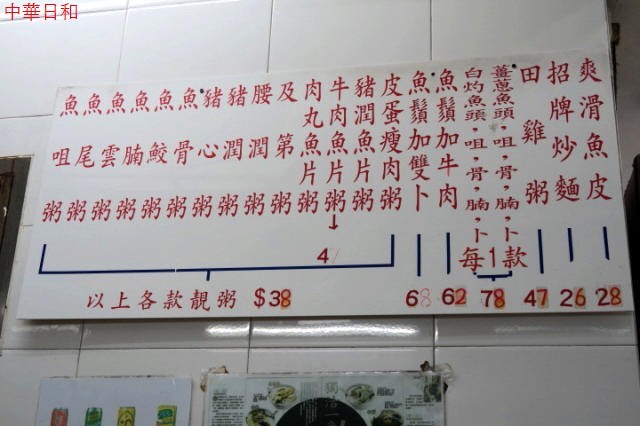 中華日和
魚咀粥
魚尾粥
魚雲粥
魚腩粥
魚鮫粥
魚骨粥
豬心粥
豬潤粥
腰潤粥
及第粥
肉丸魚片粥
牛肉魚片粥
豬潤魚片粥
皮蛋瘦肉粥
魚鬚加雙卜
魚鬚加牛肉
白灼魚頭，咀，骨，腩，卜
薑蔥魚頭，咀，骨，腩，卜
田雞粥
招牌炒麵
爽滑魚皮
47
每1款
以上各款靚粥 $38
68 62 78 47 26 28